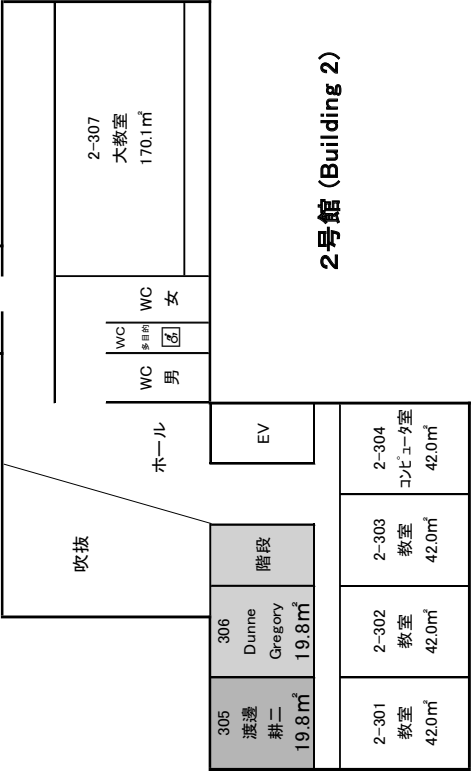 2号館 (Building 2)
2-307
大教室
170.1㎡
WC
女
WC
多目的
WC
男
ホール
吹抜
EV
階段
306
Dunne
Gregory
19.8㎡
305
渡邊
耕二
19.8㎡
2-304
コンピュータ室
42.0㎡
2-303
教室
42.0㎡
2-302
教室
42.0㎡
2-301
教室
42.0㎡